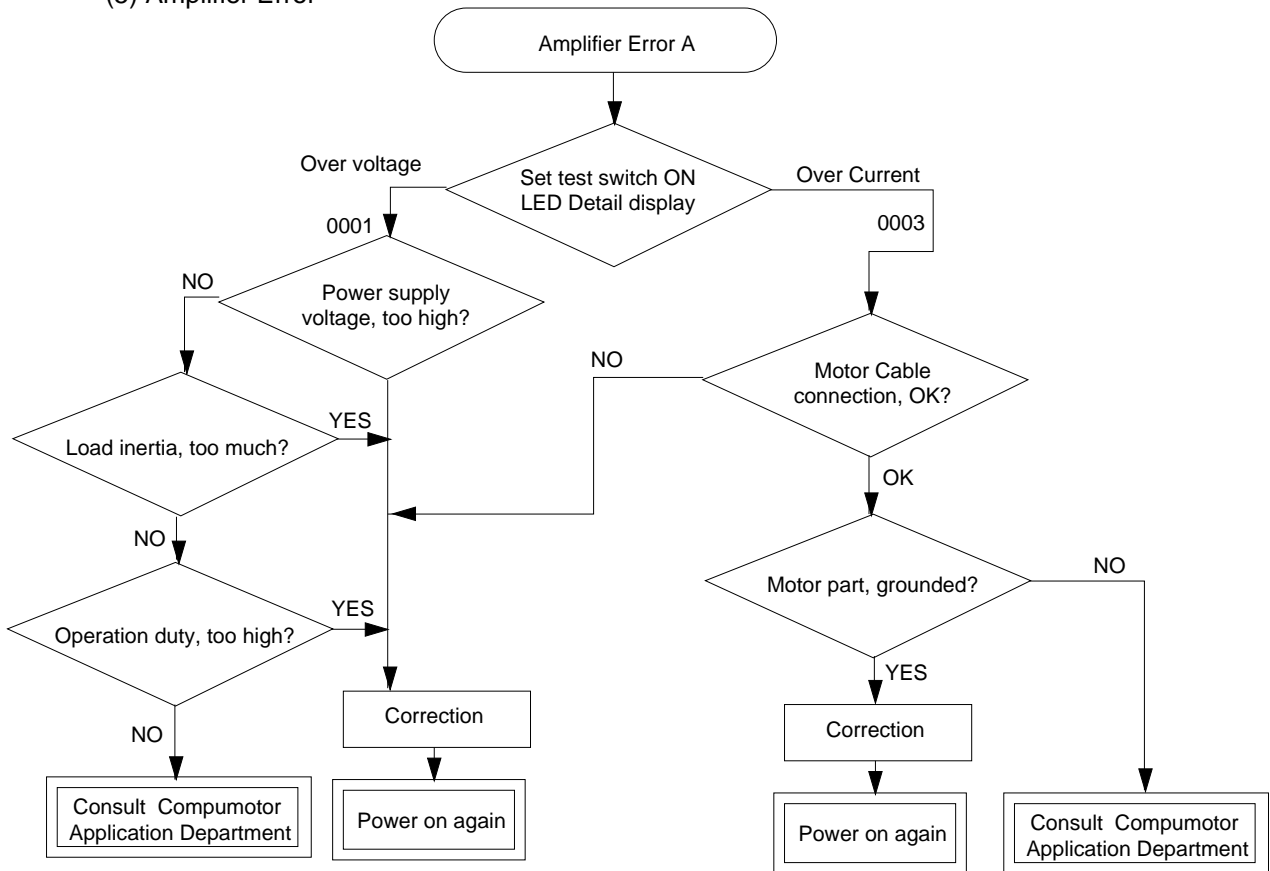 (3) Amplifier Error
Amplifier Error A
Over voltage
Set test switch ON
LED Detail display
Over Current
0001
0003
NO
Power supply
voltage, too high?
NO
Motor Cable
connection, OK?
YES
Load inertia, too much?
OK
NO
Motor part, grounded?
NO
YES
Operation duty, too high?
YES
Correction
Correction
NO
Consult Compumotor
Application Department
Power on again
Power on again
Consult Compumotor
Application Department